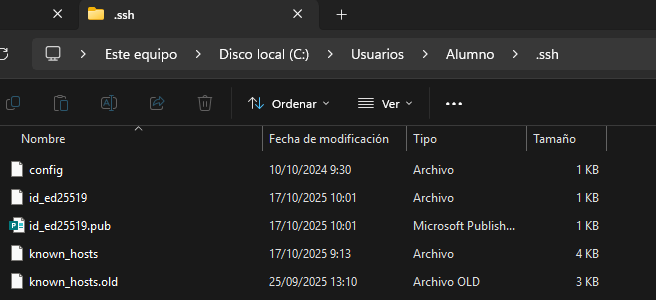 .ssh
Este equipo > Disco local (C:) > Usuarios > Alumno > .ssh
Ordenar Ver
Nombre Fecha de modificación Tipo Tamaño
config 10/10/2024 9:30 Archivo 1 KB
id_ed25519 17/10/2025 10:01 Archivo 1 KB
id_ed25519.pub 17/10/2025 10:01 Microsoft Publish... 1 KB
known_hosts 17/10/2025 9:13 Archivo 4 KB
known_hosts.old 25/09/2025 13:10 Archivo OLD 3 KB